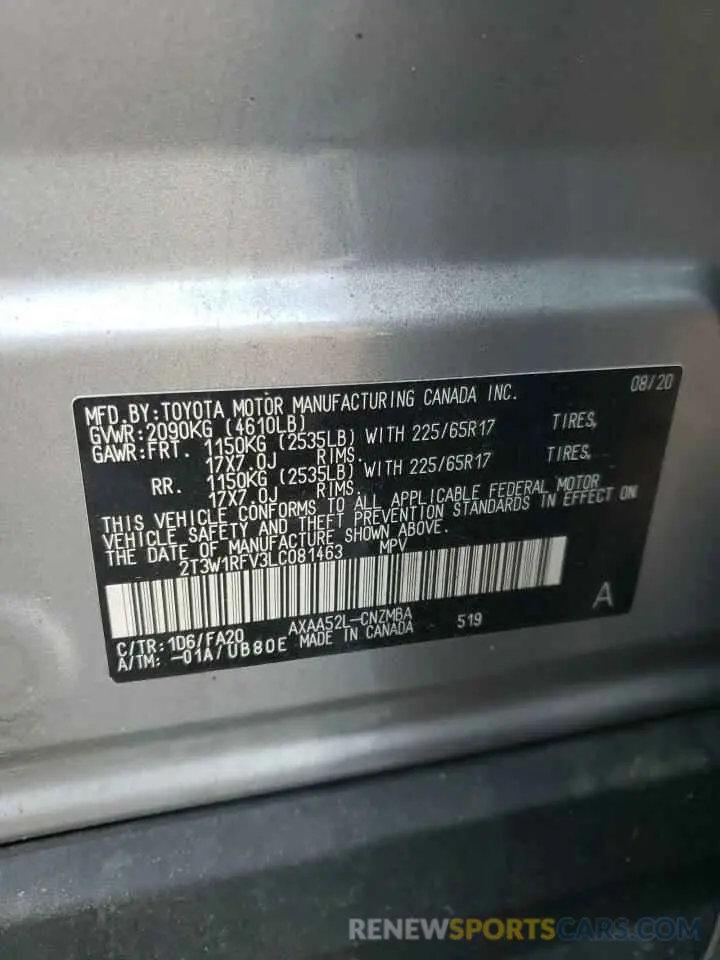 08/20
MFD. BY: TOYOTA MOTOR MANUFACTURING CANADA INC.
GVWR: 2090KG (4610LB)
GAWR: FRT. 1150KG (2535LB) WITH 225/65R17 TIRES,
17X7.0J RIMS.
RR. 1150KG (2535LB) WITH 225/65R17 TIRES,
17X7.0J RIMS.
THIS VEHICLE CONFORMS TO ALL APPLICABLE FEDERAL MOTOR
VEHICLE SAFETY AND THEFT PREVENTION STANDARDS IN EFFECT ON
THE DATE OF MANUFACTURE SHOWN ABOVE.
2T3W1RFV3LC081463 MPV
A
C/TR: 1D6/FA20 AXAA52L-CNZMBA 519
A/TM: -01A/UB80E MADE IN CANADA
RENEWSPORTSCARS.COM